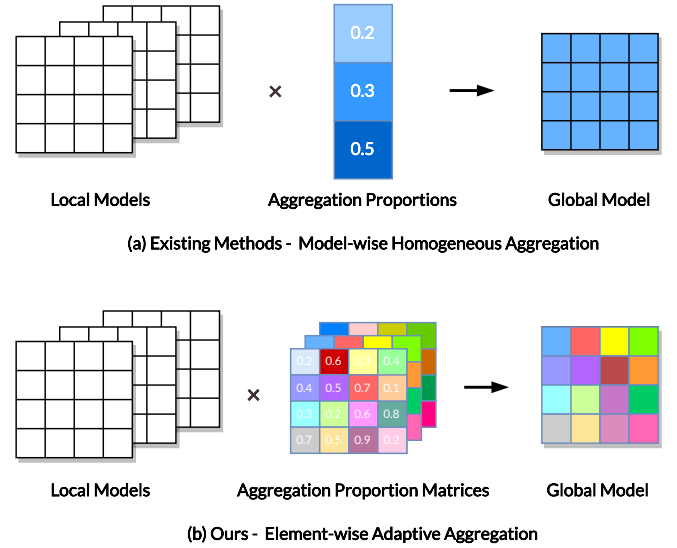 0.2
×
0.3
0.5
Local Models
Aggregation Proportions
Global Model
(a) Existing Methods - Model-wise Homogeneous Aggregation
0.2 0.6 0.3 0.4
0.4 0.5 0.7 0.1
×
0.3 0.2 0.6 0.8
0.7 0.5 0.9 0.2
Local Models
Aggregation Proportion Matrices
Global Model
(b) Ours - Element-wise Adaptive Aggregation